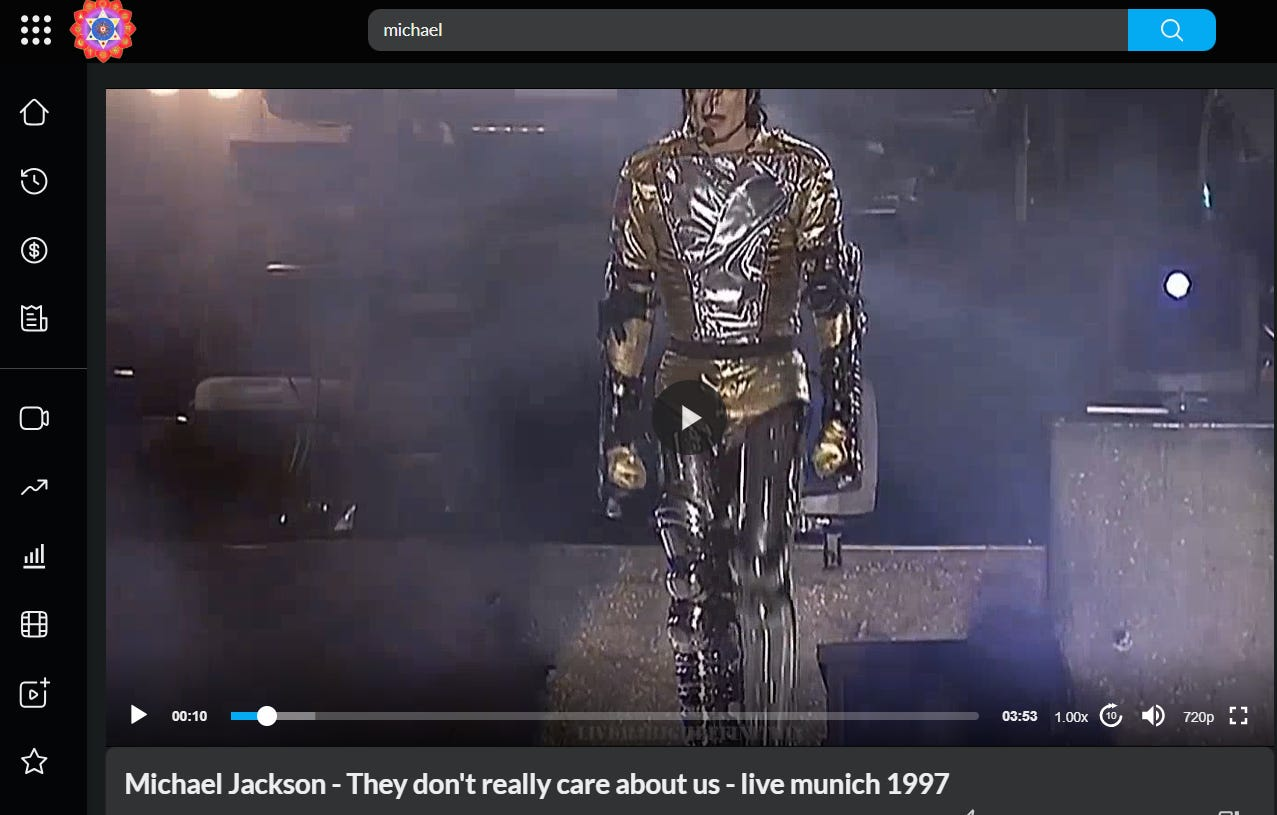 michael
00:10
03:53
1.00x
10
720p
Michael Jackson - They don't really care about us - live munich 1997